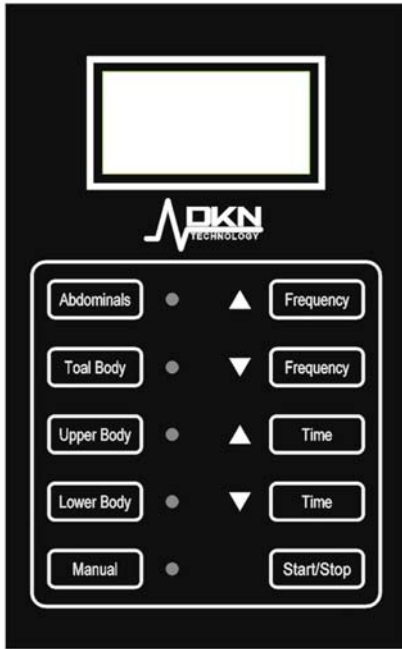 DKN
TECHNOLOGY
Abdominals ▲ Frequency
Toal Body ▼ Frequency
Upper Body ▲ Time
Lower Body ▼ Time
Manual Start/Stop